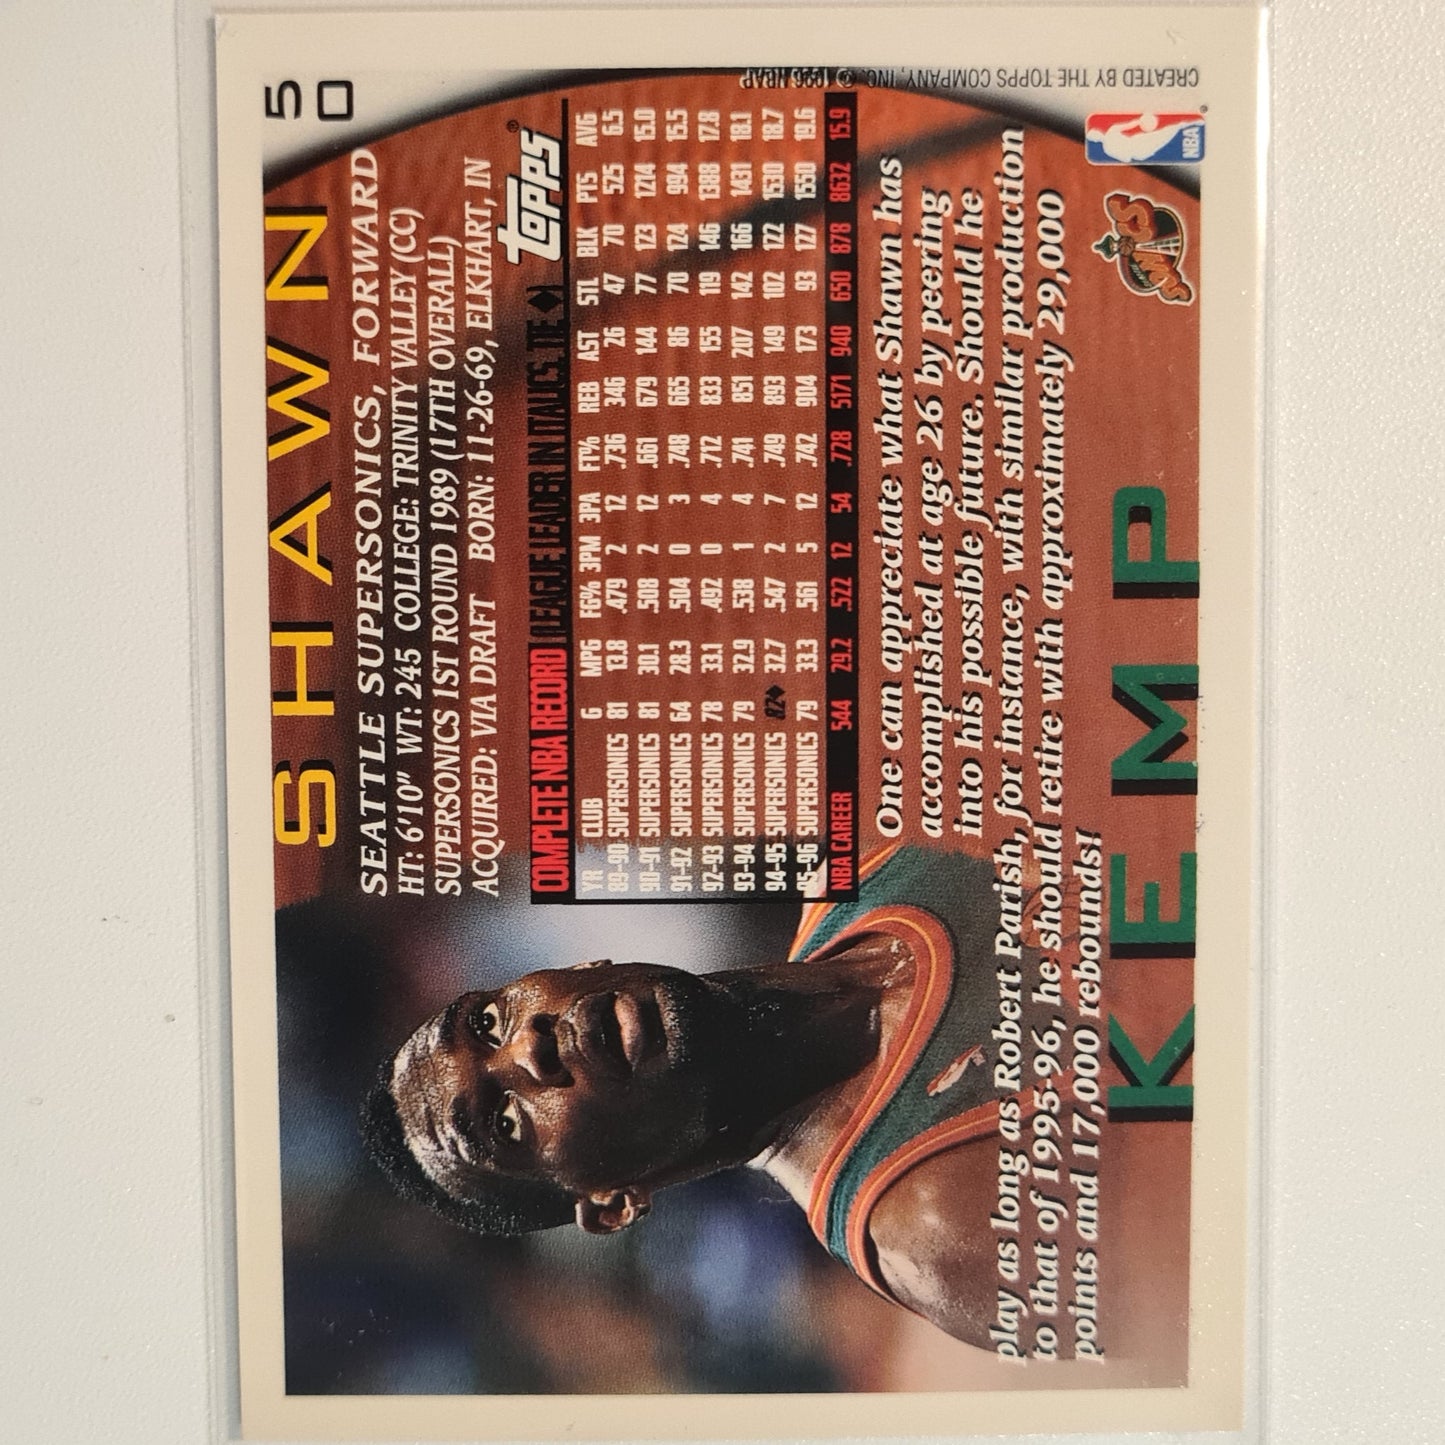 50
SHAWN
SEATTLE SUPERSONICS, FORWARD
HT: 6'10" WT: 245 COLLEGE: TRINITY VALLEY (CC)
SUPERSONICS 1ST ROUND 1989 (17TH OVERALL)
ACQUIRED: VIA DRAFT BORN: 11-26-69, ELKHART, IN
TOPPS®
COMPLETE NBA RECORD (LEAGUE LEADER IN ITALICS, TIE ◆)
YR CLUB G MPG FG% 3PM 3PA FT% REB AST STL BLK PTS AVG
89-90 SUPERSONICS 81 13.8 .479 2 12 .736 346 26 47 70 525 6.5
90-91 SUPERSONICS 81 30.1 .508 2 12 .661 679 144 77 123 1214 15.0
91-92 SUPERSONICS 64 28.3 .504 0 3 .748 665 86 70 124 994 15.5
92-93 SUPERSONICS 78 33.1 .492 0 4 .712 833 155 119 146 1388 17.8
93-94 SUPERSONICS 79 32.9 .538 1 4 .741 851 207 142 166 1431 18.1
94-95 SUPERSONICS 82◆ 32.7 .547 2 7 .749 893 149 102 122 1530 18.7
95-96 SUPERSONICS 79 33.3 .561 5 12 .742 904 173 93 127 1550 19.6
NBA CAREER 544 29.2 .522 12 54 .728 5171 940 650 878 8632 15.9
One can appreciate what Shawn has
accomplished at age 26 by peering
into his possible future. Should he
play as long as Robert Parish, for instance, with similar production
to that of 1995-96, he should retire with approximately 29,000
points and 17,000 rebounds!
KEMP
Sonics
NBA
®
CREATED BY THE TOPPS COMPANY, INC. © 1996 NBAP